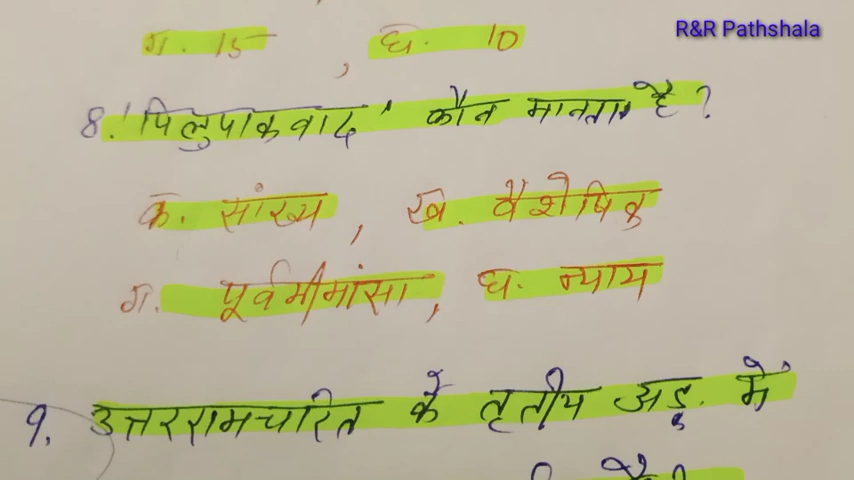 R&R Pathshala
ग. 15 , घ. 10
8. 'पिलुपाकवाद' कौन मानता है ?
क. सांख्य , ख. वैशेषिक
ग. पूर्वमीमांसा, घ. न्याय
9. उत्तररामचरित के तृतीय अङ्क में